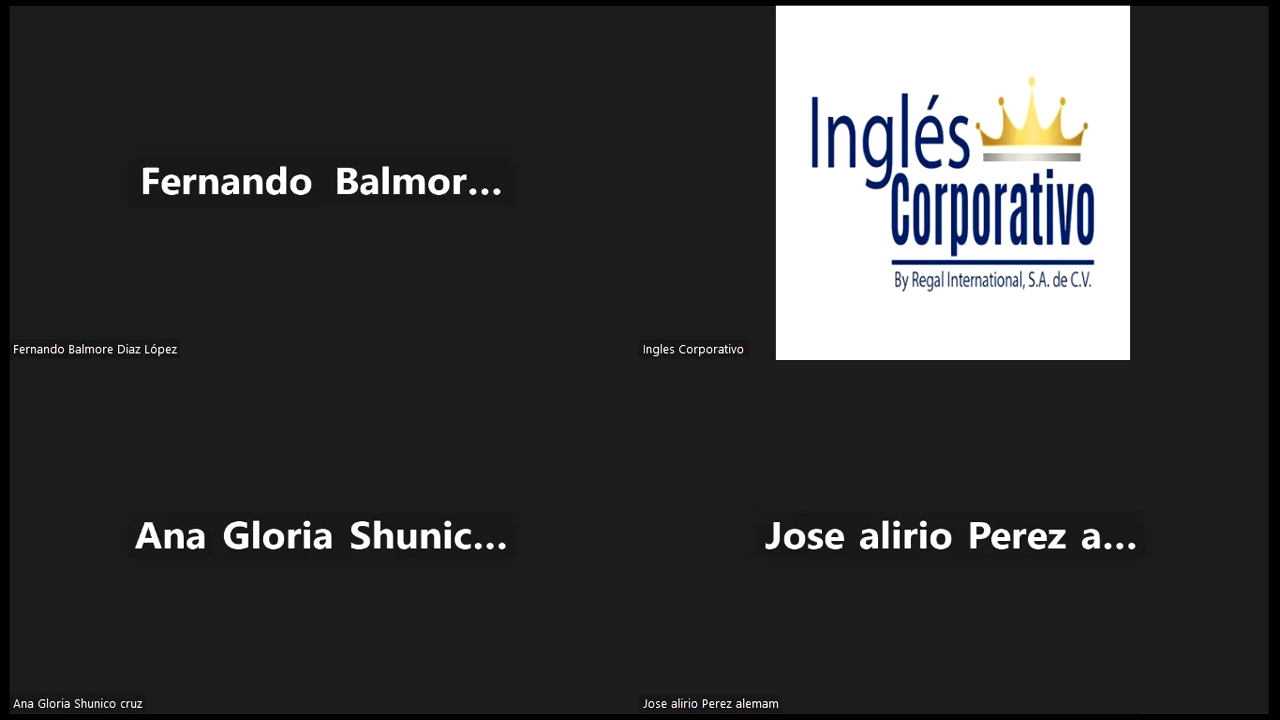 Fernando Balmor...
Fernando Balmore Diaz López
Inglés
Corporativo
By Regal International, S.A. de C.V.
Ingles Corporativo
Ana Gloria Shunic...
Ana Gloria Shunico cruz
Jose alirio Perez a...
Jose alirio Perez alemam